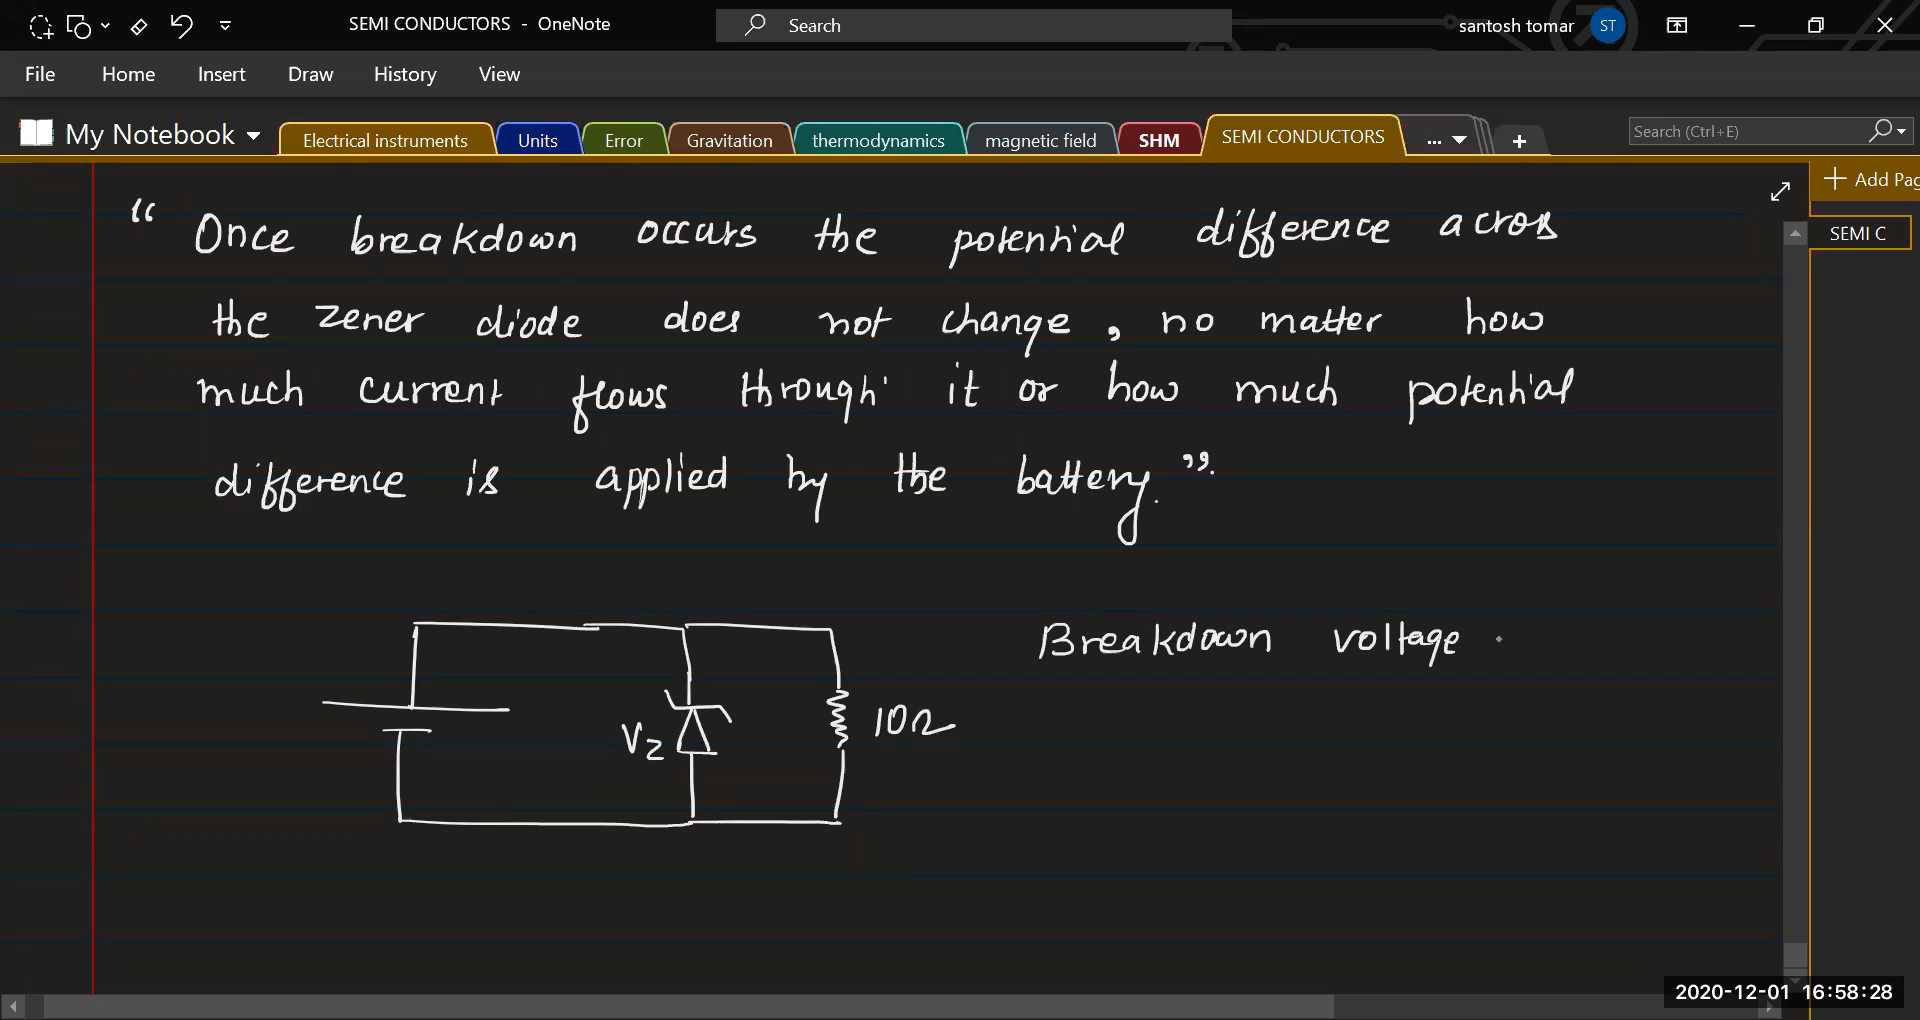 SEMI CONDUCTORS - OneNote
Search
santosh tomar
ST
File Home Insert Draw History View
My Notebook
Electrical instruments
Units
Error
Gravitation
thermodynamics
magnetic field
SHM
SEMI CONDUCTORS
...
+
Search (Ctrl+E)
+ Add Pag
SEMI C
“ Once breakdown occurs the potential difference across
the zener diode does not change, no matter how
much current flows through it or how much potential
difference is applied by the battery.”.
Breakdown voltage
Vz
10Ω
2020-12-01 16:58:28